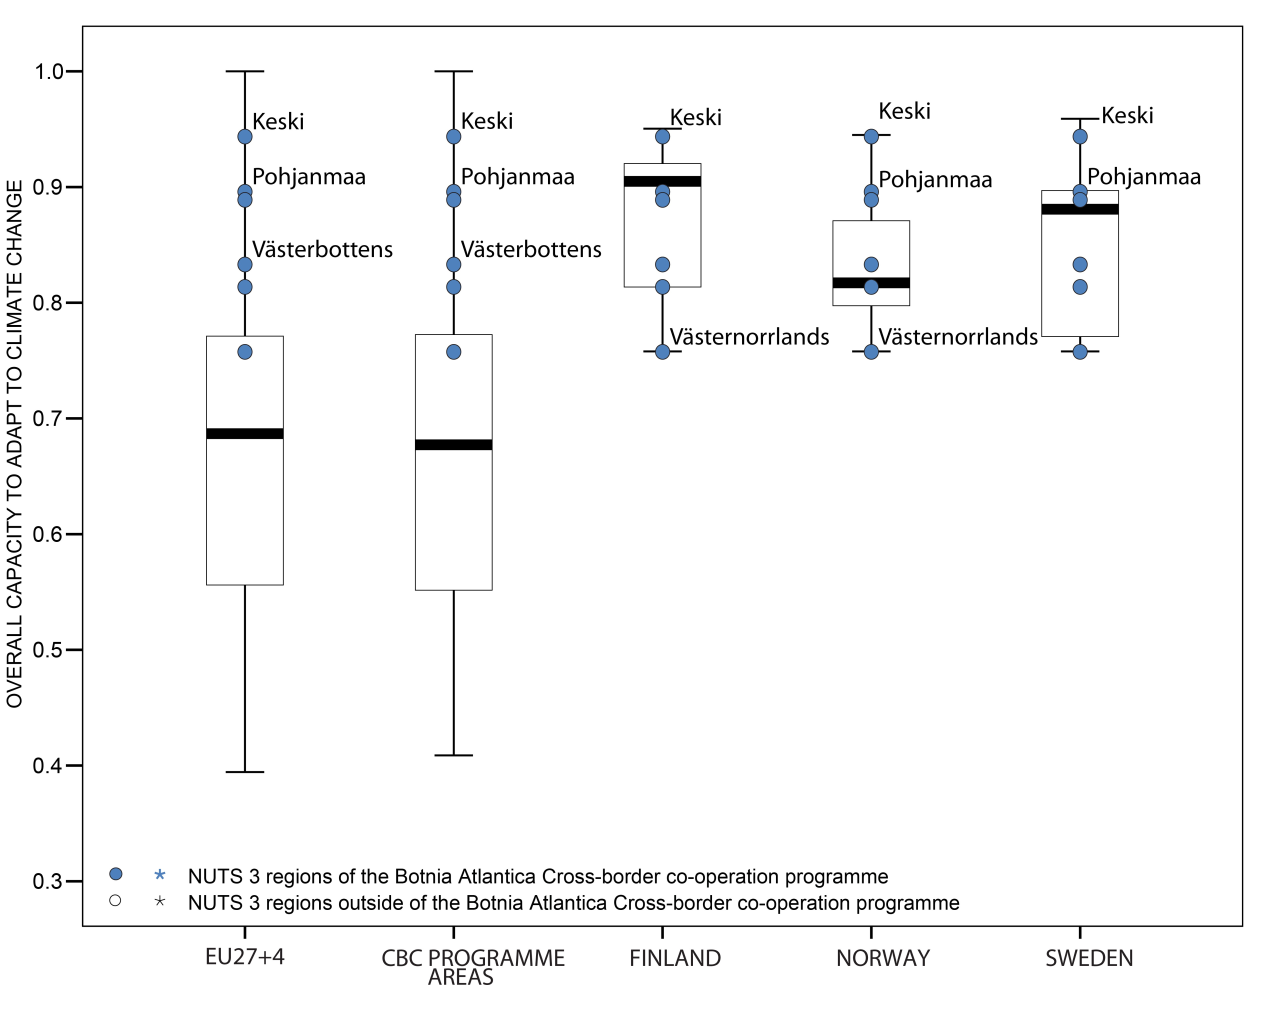 OVERALL CAPACITY TO ADAPT TO CLIMATE CHANGE
1.0
0.9
0.8
0.7
0.6
0.5
0.4
0.3
Keski
Pohjanmaa
Västerbottens
Keski
Pohjanmaa
Västerbottens
Keski
Västernorrlands
Keski
Pohjanmaa
Västernorrlands
Keski
Pohjanmaa
NUTS 3 regions of the Botnia Atlantica Cross-border co-operation programme
NUTS 3 regions outside of the Botnia Atlantica Cross-border co-operation programme
EU27+4
CBC PROGRAMME
AREAS
FINLAND
NORWAY
SWEDEN